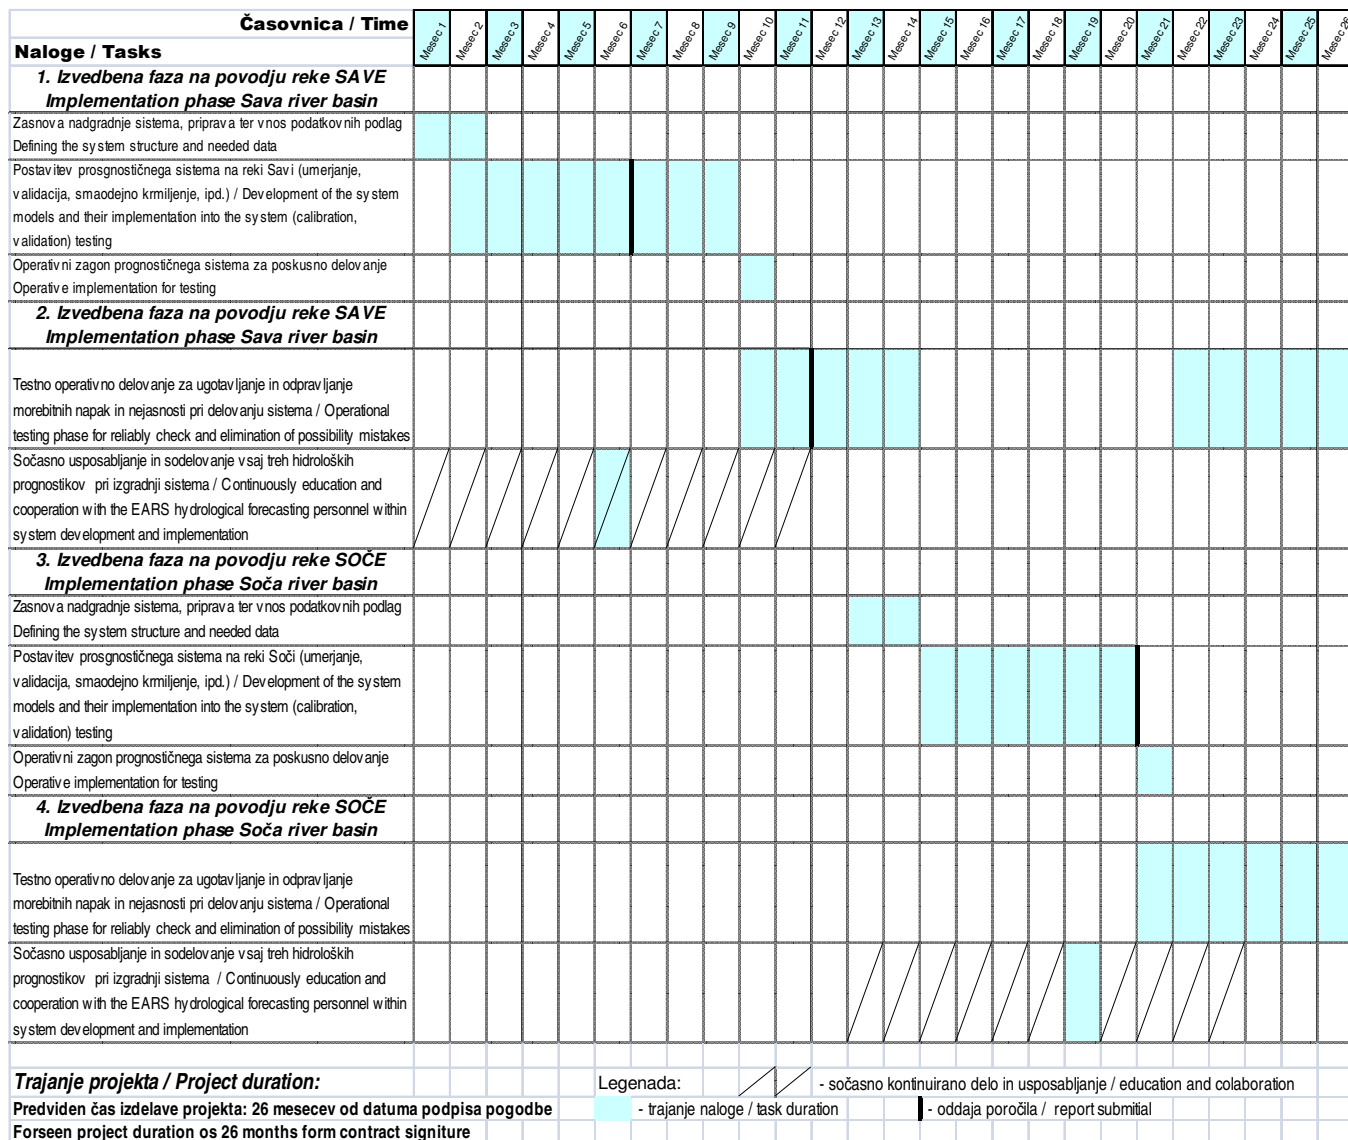 Časovnica / Time
Mesec 1 Mesec 2 Mesec 3 Mesec 4 Mesec 5 Mesec 6 Mesec 7 Mesec 8 Mesec 9 Mesec 10 Mesec 11 Mesec 12 Mesec 13 Mesec 14 Mesec 15 Mesec 16 Mesec 17 Mesec 18 Mesec 19 Mesec 20 Mesec 21 Mesec 22 Mesec 23 Mesec 24 Mesec 25 Mesec 26
Naloge / Tasks
1. Izvedbena faza na povodju reke SAVE
Implementation phase Sava river basin
Zasnova nadgradnje sistema, priprava ter vnos podatkovnih podlag
Defining the system structure and needed data
Postavitev prosgnostičnega sistema na reki Savi (umerjanje,
validacija, smaodejno krmiljenje, ipd.) / Development of the system
models and their implementation into the system (calibration,
validation) testing
Operativni zagon prognostičnega sistema za poskusno delovanje
Operative implementation for testing
2. Izvedbena faza na povodju reke SAVE
Implementation phase Sava river basin
Testno operativno delovanje za ugotavljanje in odpravljanje
morebitnih napak in nejasnosti pri delovanju sistema / Operational
testing phase for reliably check and elimination of possibility mistakes
Sočasno usposabljanje in sodelovanje vsaj treh hidroloških
prognostikov pri izgradnji sistema / Continuously education and
cooperation with the EARS hydrological forecasting personnel within
system development and implementation
3. Izvedbena faza na povodju reke SOČE
Implementation phase Soča river basin
Zasnova nadgradnje sistema, priprava ter vnos podatkovnih podlag
Defining the system structure and needed data
Postavitev prosgnostičnega sistema na reki Soči (umerjanje,
validacija, smaodejno krmiljenje, ipd.) / Development of the system
models and their implementation into the system (calibration,
validation) testing
Operativni zagon prognostičnega sistema za poskusno delovanje
Operative implementation for testing
4. Izvedbena faza na povodju reke SOČE
Implementation phase Soča river basin
Testno operativno delovanje za ugotavljanje in odpravljanje
morebitnih napak in nejasnosti pri delovanju sistema / Operational
testing phase for reliably check and elimination of possibility mistakes
Sočasno usposabljanje in sodelovanje vsaj treh hidroloških
prognostikov pri izgradnji sistema / Continuously education and
cooperation with the EARS hydrological forecasting personnel within
system development and implementation
Trajanje projekta / Project duration:
Legenada:
- sočasno kontinuirano delo in usposabljanje / education and colaboration
Predviden čas izdelave projekta: 26 mesecev od datuma podpisa pogodbe
- trajanje naloge / task duration
- oddaja poročila / report submitial
Forseen project duration os 26 months form contract signiture